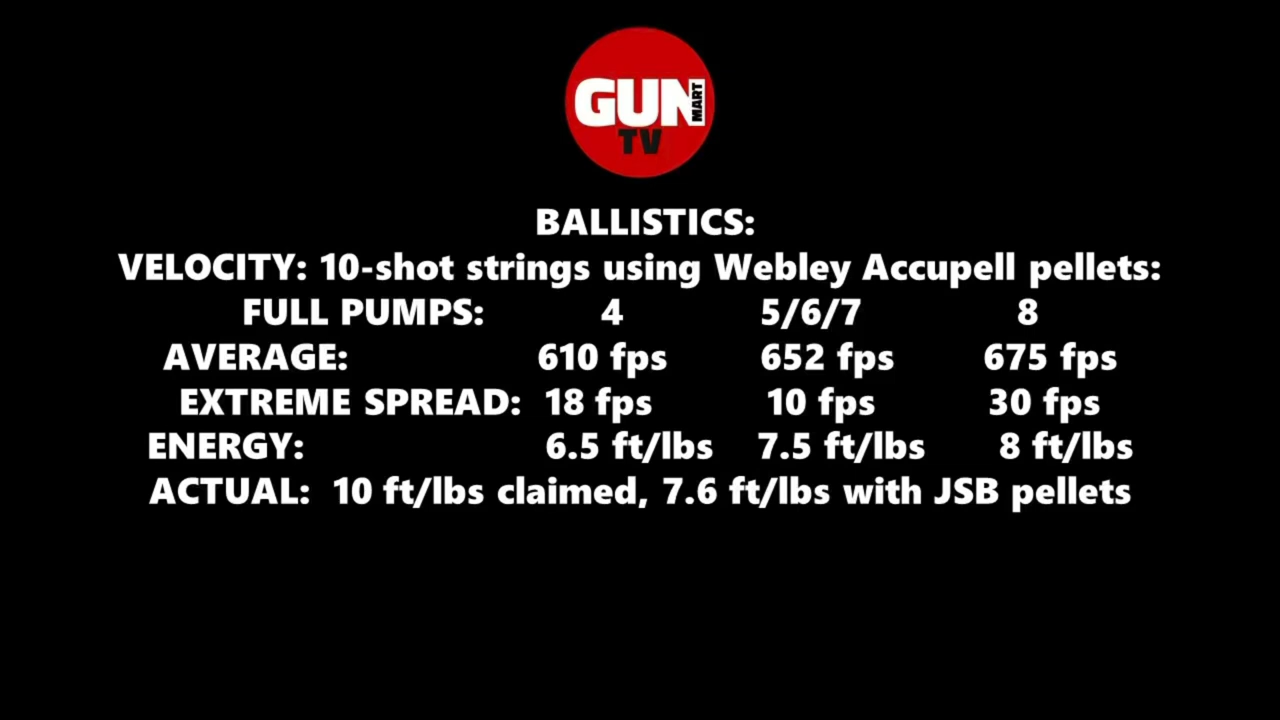 GUN
MART
TV
BALLISTICS:
VELOCITY: 10-shot strings using Webley Accupell pellets:
FULL PUMPS: 4 5/6/7 8
AVERAGE: 610 fps 652 fps 675 fps
EXTREME SPREAD: 18 fps 10 fps 30 fps
ENERGY: 6.5 ft/lbs 7.5 ft/lbs 8 ft/lbs
ACTUAL: 10 ft/lbs claimed, 7.6 ft/lbs with JSB pellets